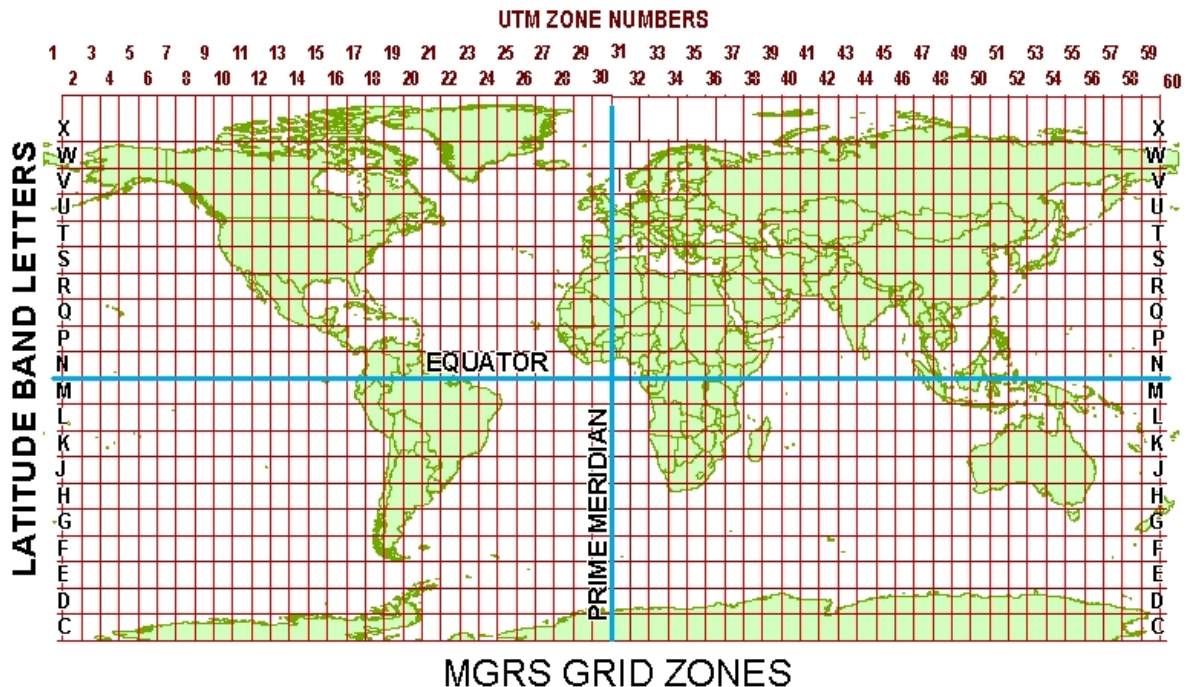 UTM ZONE NUMBERS
1 3 5 7 9 11 13 15 17 19 21 23 25 27 29 31 33 35 37 39 41 43 45 47 49 51 53 55 57 59
2 4 6 8 10 12 14 16 18 20 22 24 26 28 30 32 34 36 38 40 42 44 46 48 50 52 54 56 58 60
LATITUDE BAND LETTERS
X X
W W
V V
U U
T T
S S
R R
Q Q
P P
N EQUATOR N
M M
L L
K K
J J
H H
G G
F F
E E
D D
C C
PRIME MERIDIAN
MGRS GRID ZONES